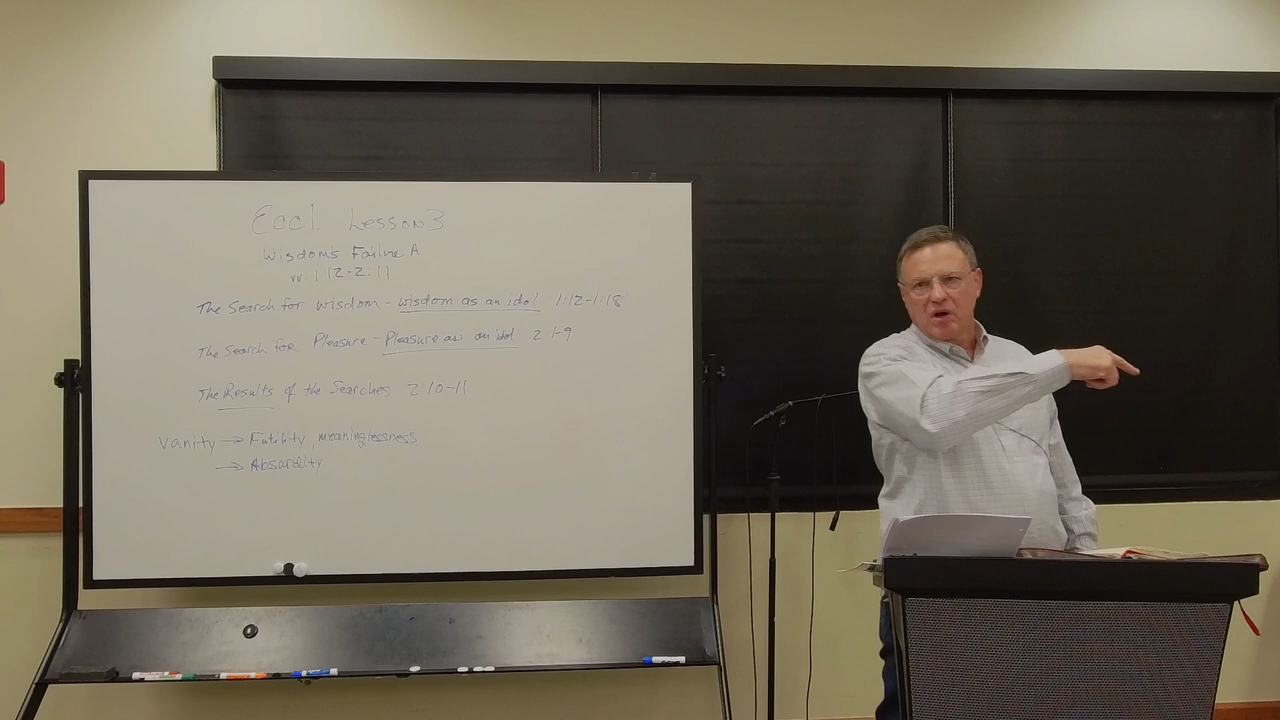 Eccl. Lesson 3
Wisdom's Failure A
vv 1:12-2:11
The Search for Wisdom - wisdom as an idol 1:12-1:18
The Search for Pleasure - Pleasure as an idol 2 1-9
The Results of the Searches 2 10-11
Vanity → Futility meaninglessness
→ Absurdity